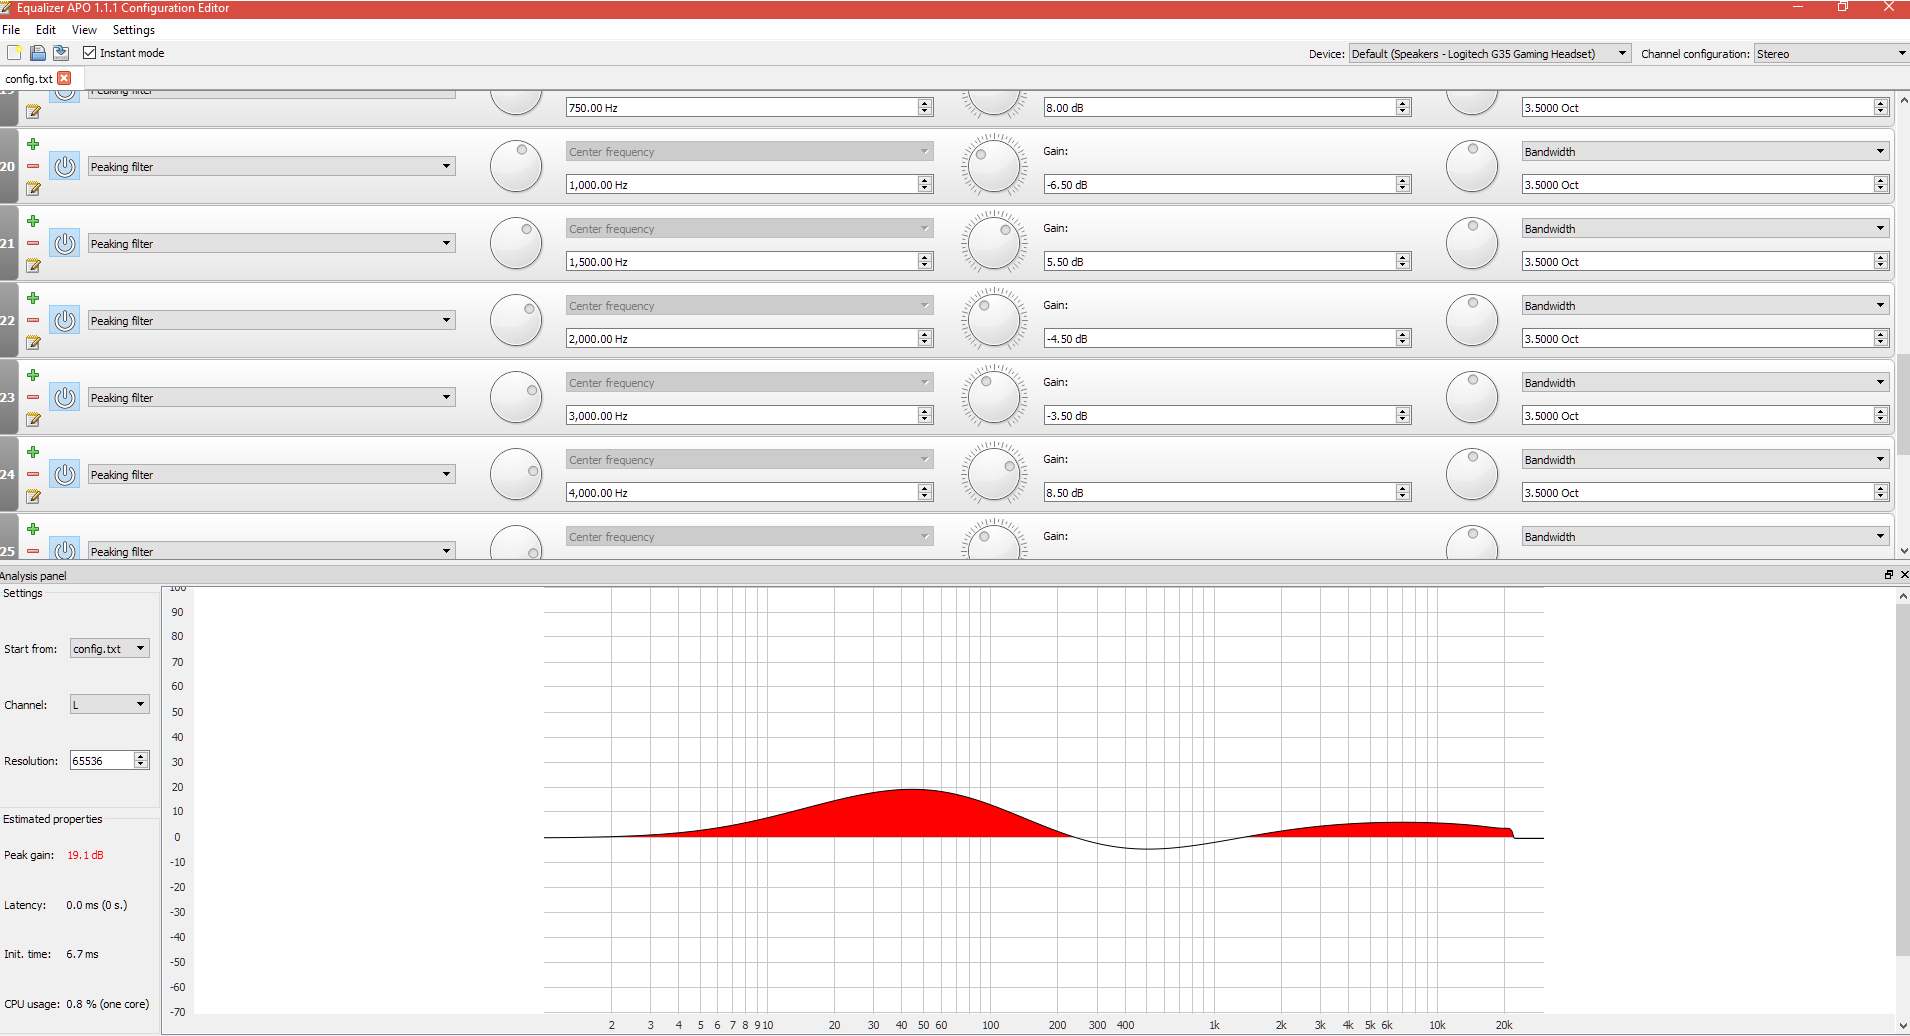 Equalizer APO 1.1.1 Configuration Editor
File Edit View Settings
Instant mode Device: Default (Speakers - Logitech G35 Gaming Headset) Channel configuration: Stereo
config.txt
19 Peaking filter
750.00 Hz 8.00 dB 3.5000 Oct
Center frequency Gain: Bandwidth
20 Peaking filter
1,000.00 Hz -6.50 dB 3.5000 Oct
Center frequency Gain: Bandwidth
21 Peaking filter
1,500.00 Hz 5.50 dB 3.5000 Oct
Center frequency Gain: Bandwidth
22 Peaking filter
2,000.00 Hz -4.50 dB 3.5000 Oct
Center frequency Gain: Bandwidth
23 Peaking filter
3,000.00 Hz -3.50 dB 3.5000 Oct
Center frequency Gain: Bandwidth
24 Peaking filter
4,000.00 Hz 8.50 dB 3.5000 Oct
Center frequency Gain: Bandwidth
25 Peaking filter
Analysis panel
Settings
Start from: config.txt
Channel: L
Resolution: 65536
Estimated properties
Peak gain: 19.1 dB
Latency: 0.0 ms (0 s.)
Init. time: 6.7 ms
CPU usage: 0.8 % (one core)
100
90
80
70
60
50
40
30
20
10
0
-10
-20
-30
-40
-50
-60
-70
2 3 4 5 6 7 8 9 10 20 30 40 50 60 100 200 300 400 1k 2k 3k 4k 5k 6k 10k 20k